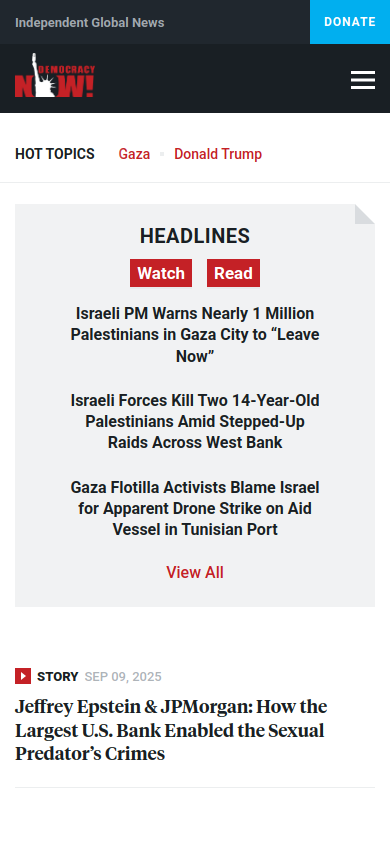 Independent Global News
DONATE
DEMOCRACY
NOW!
HOT TOPICS
Gaza
Donald Trump
HEADLINES
Watch
Read
Israeli PM Warns Nearly 1 Million
Palestinians in Gaza City to “Leave
Now”
Israeli Forces Kill Two 14-Year-Old
Palestinians Amid Stepped-Up
Raids Across West Bank
Gaza Flotilla Activists Blame Israel
for Apparent Drone Strike on Aid
Vessel in Tunisian Port
View All
STORY SEP 09, 2025
Jeffrey Epstein & JPMorgan: How the
Largest U.S. Bank Enabled the Sexual
Predator’s Crimes